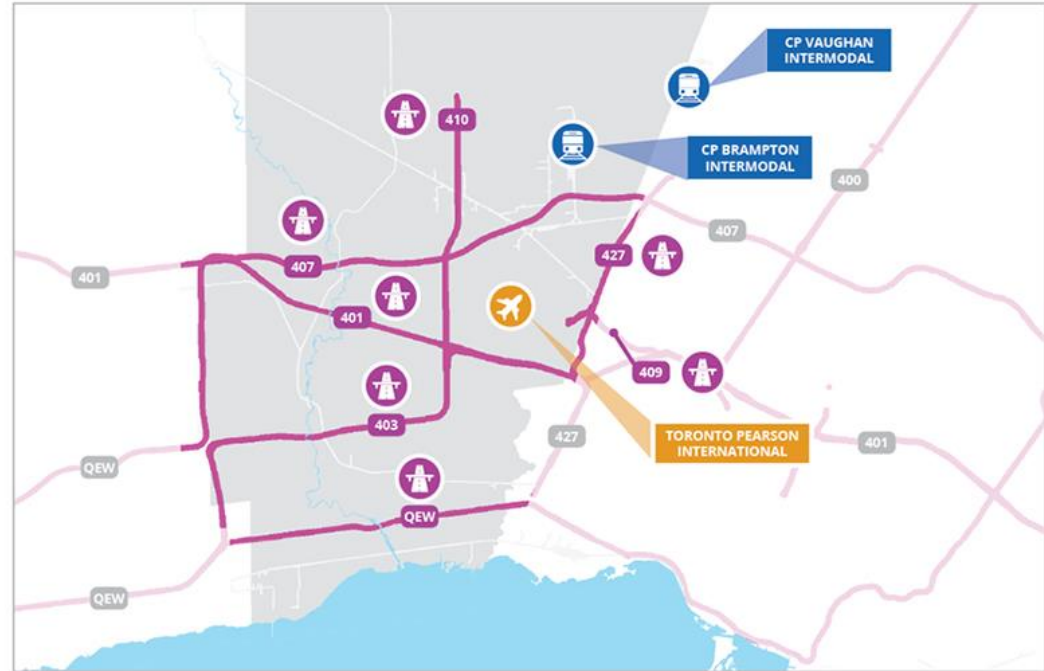 CP VAUGHAN
INTERMODAL
410
CP BRAMPTON
INTERMODAL
400
407
427
401
407
401
409
403
427
TORONTO PEARSON
INTERNATIONAL
401
QEW
QEW
QEW